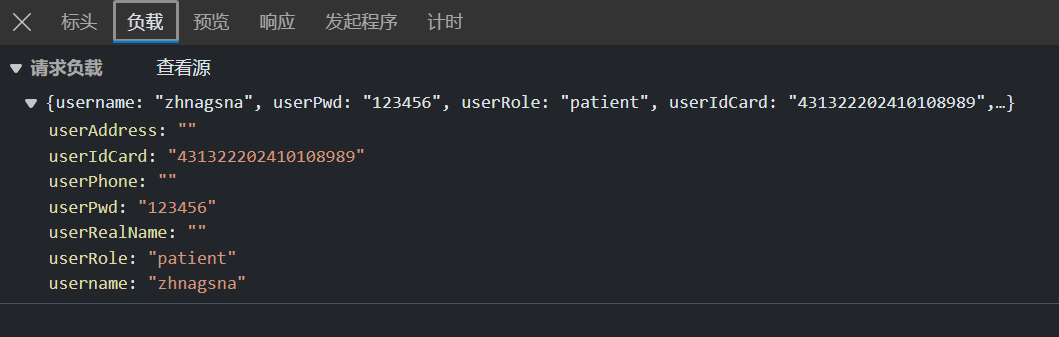 标头 负载 预览 响应 发起程序 计时
请求负载 查看源
{username: "zhnagsna", userPwd: "123456", userRole: "patient", userIdCard: "431322202410108989",…}
userAddress: ""
userIdCard: "431322202410108989"
userPhone: ""
userPwd: "123456"
userRealName: ""
userRole: "patient"
username: "zhnagsna"